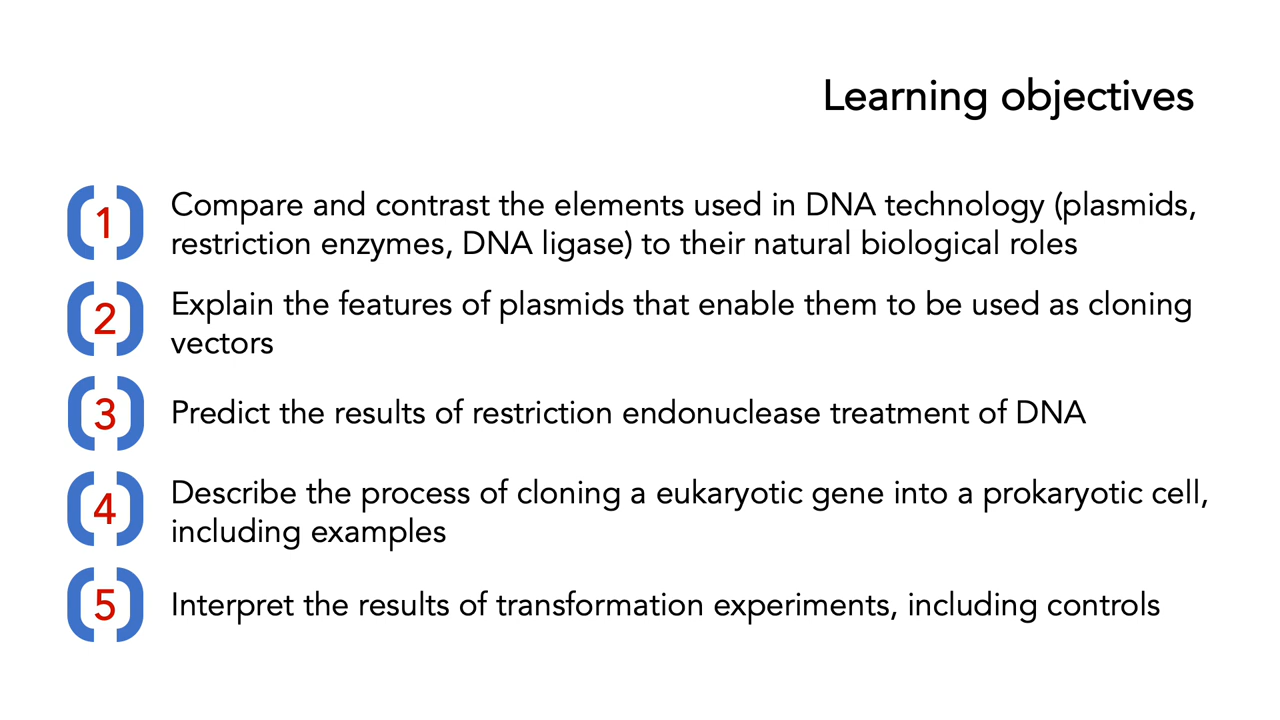 Learning objectives
1
Compare and contrast the elements used in DNA technology (plasmids,
restriction enzymes, DNA ligase) to their natural biological roles
2
Explain the features of plasmids that enable them to be used as cloning
vectors
3
Predict the results of restriction endonuclease treatment of DNA
4
Describe the process of cloning a eukaryotic gene into a prokaryotic cell,
including examples
5
Interpret the results of transformation experiments, including controls